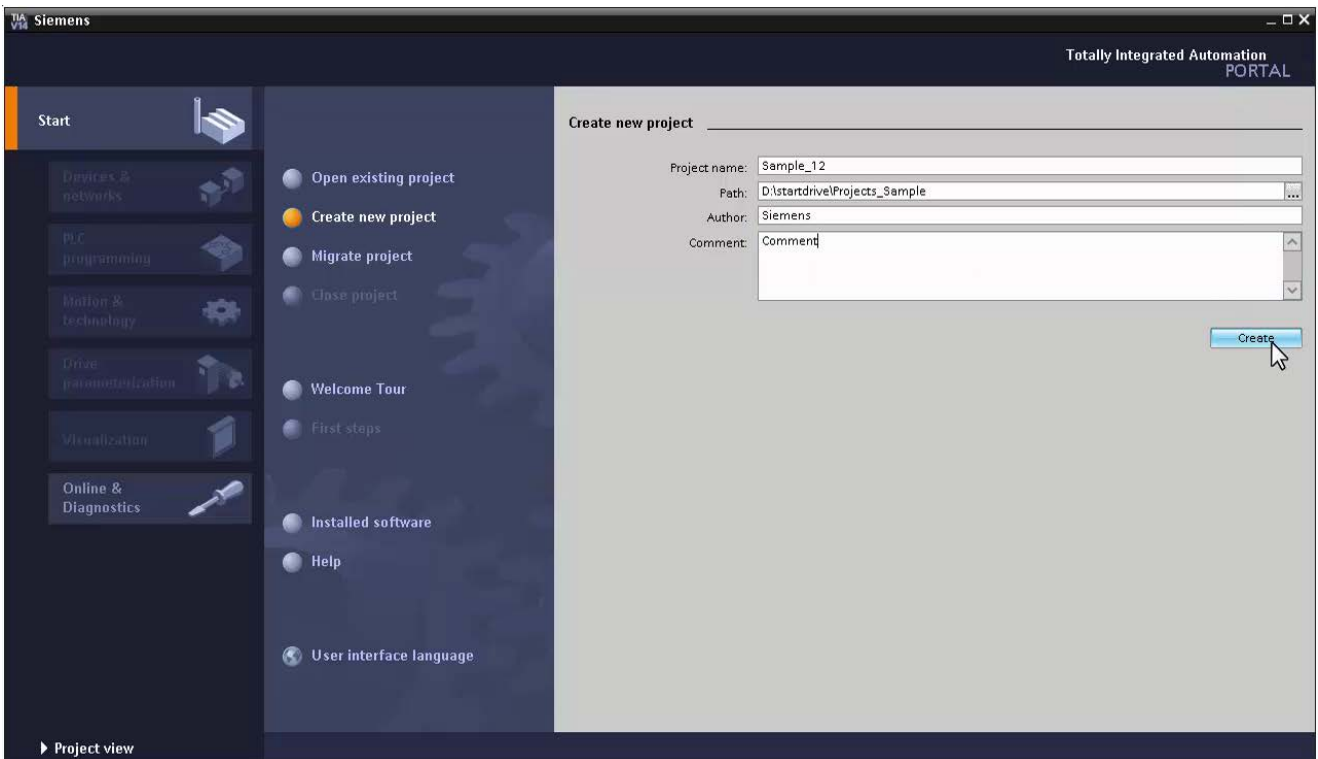 TIA
V14
Siemens
Totally Integrated Automation
PORTAL
Start
Devices &
networks
PLC
programming
Motion &
technology
Drive
parameterization
Visualization
Online &
Diagnostics
Project view
Open existing project
Create new project
Migrate project
Close project
Welcome Tour
First steps
Installed software
Help
User interface language
Create new project
Project name: Sample_12
Path: D:\startdrive\Projects_Sample ...
Author: Siemens
Comment: Comment
Create